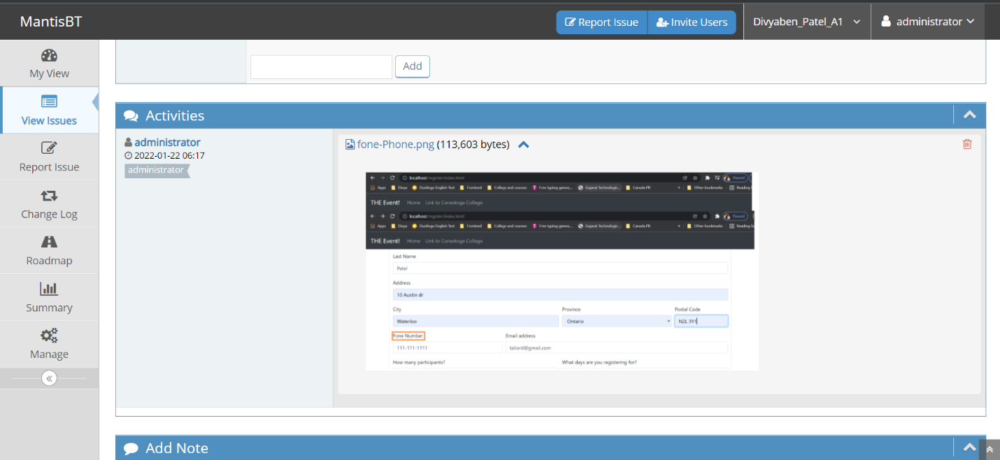 MantisBT
Report Issue Invite Users Divyaben_Patel_A1 administrator
My View
View Issues
Report Issue
Change Log
Roadmap
Summary
Manage
Add
Activities
administrator
2022-01-22 06:17
administrator
fone-Phone.png (113,603 bytes)
localhost/register/index.html Paused
Apps Divya Duolingo English Test Frontend College and courses Free typing games... Gujarat Technologic... Canada PR » Other bookmarks Reading
THE Event! Home Link to Conestoga College
localhost/register/index.html Paused
Apps Divya Duolingo English Test Frontend College and courses Free typing games... Gujarat Technologic... Canada PR » Other bookmarks Reading lis
THE Event! Home Link to Conestoga College
Last Name
Patel
Address
10 Austin dr
City Province Postal Code
Waterloo Ontario N2L 3Y1
Fone Number Email address
111-111-1111 tailord@gmail.com
How many participants? What days are you registering for?
Add Note